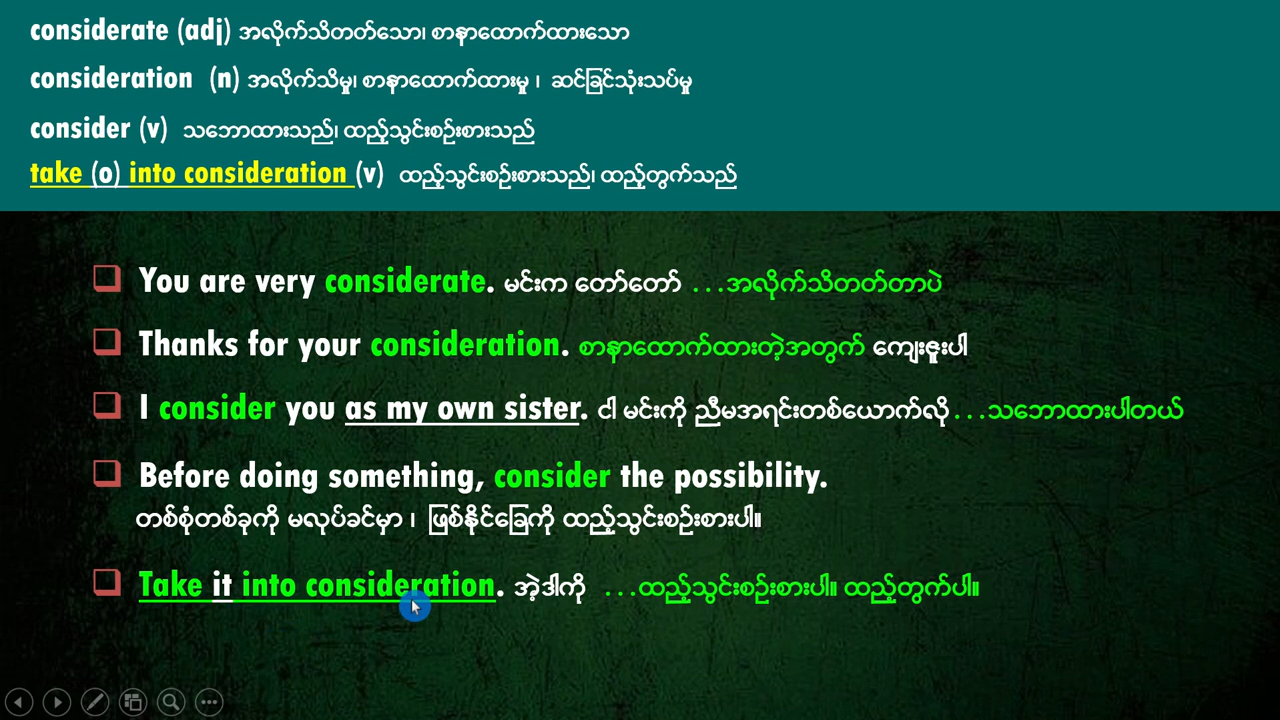 considerate (adj) အလိုက်သိတတ်သော၊ စာနာထောက်ထားသော
consideration (n) အလိုက်သိမှု၊ စာနာထောက်ထားမှု ၊ ဆင်ခြင်သုံးသပ်မှု
consider (v) သဘောထားသည်၊ ထည့်သွင်းစဉ်းစားသည်
take (o) into consideration (v) ထည့်သွင်းစဉ်းစားသည်၊ ထည့်တွက်သည်
You are very considerate. မင်းက တော်တော် ...အလိုက်သိတတ်တာပဲ
Thanks for your consideration. စာနာထောက်ထားတဲ့အတွက် ကျေးဇူးပါ
I consider you as my own sister. ငါ မင်းကို ညီမအရင်းတစ်ယောက်လို...သဘောထားပါတယ်
Before doing something, consider the possibility.
တစ်စုံတစ်ခုကို မလုပ်ခင်မှာ ၊ ဖြစ်နိုင်ခြေကို ထည့်သွင်းစဉ်းစားပါ။
Take it into consideration. အဲ့ဒါကို ...ထည့်သွင်းစဉ်းစားပါ။ ထည့်တွက်ပါ။